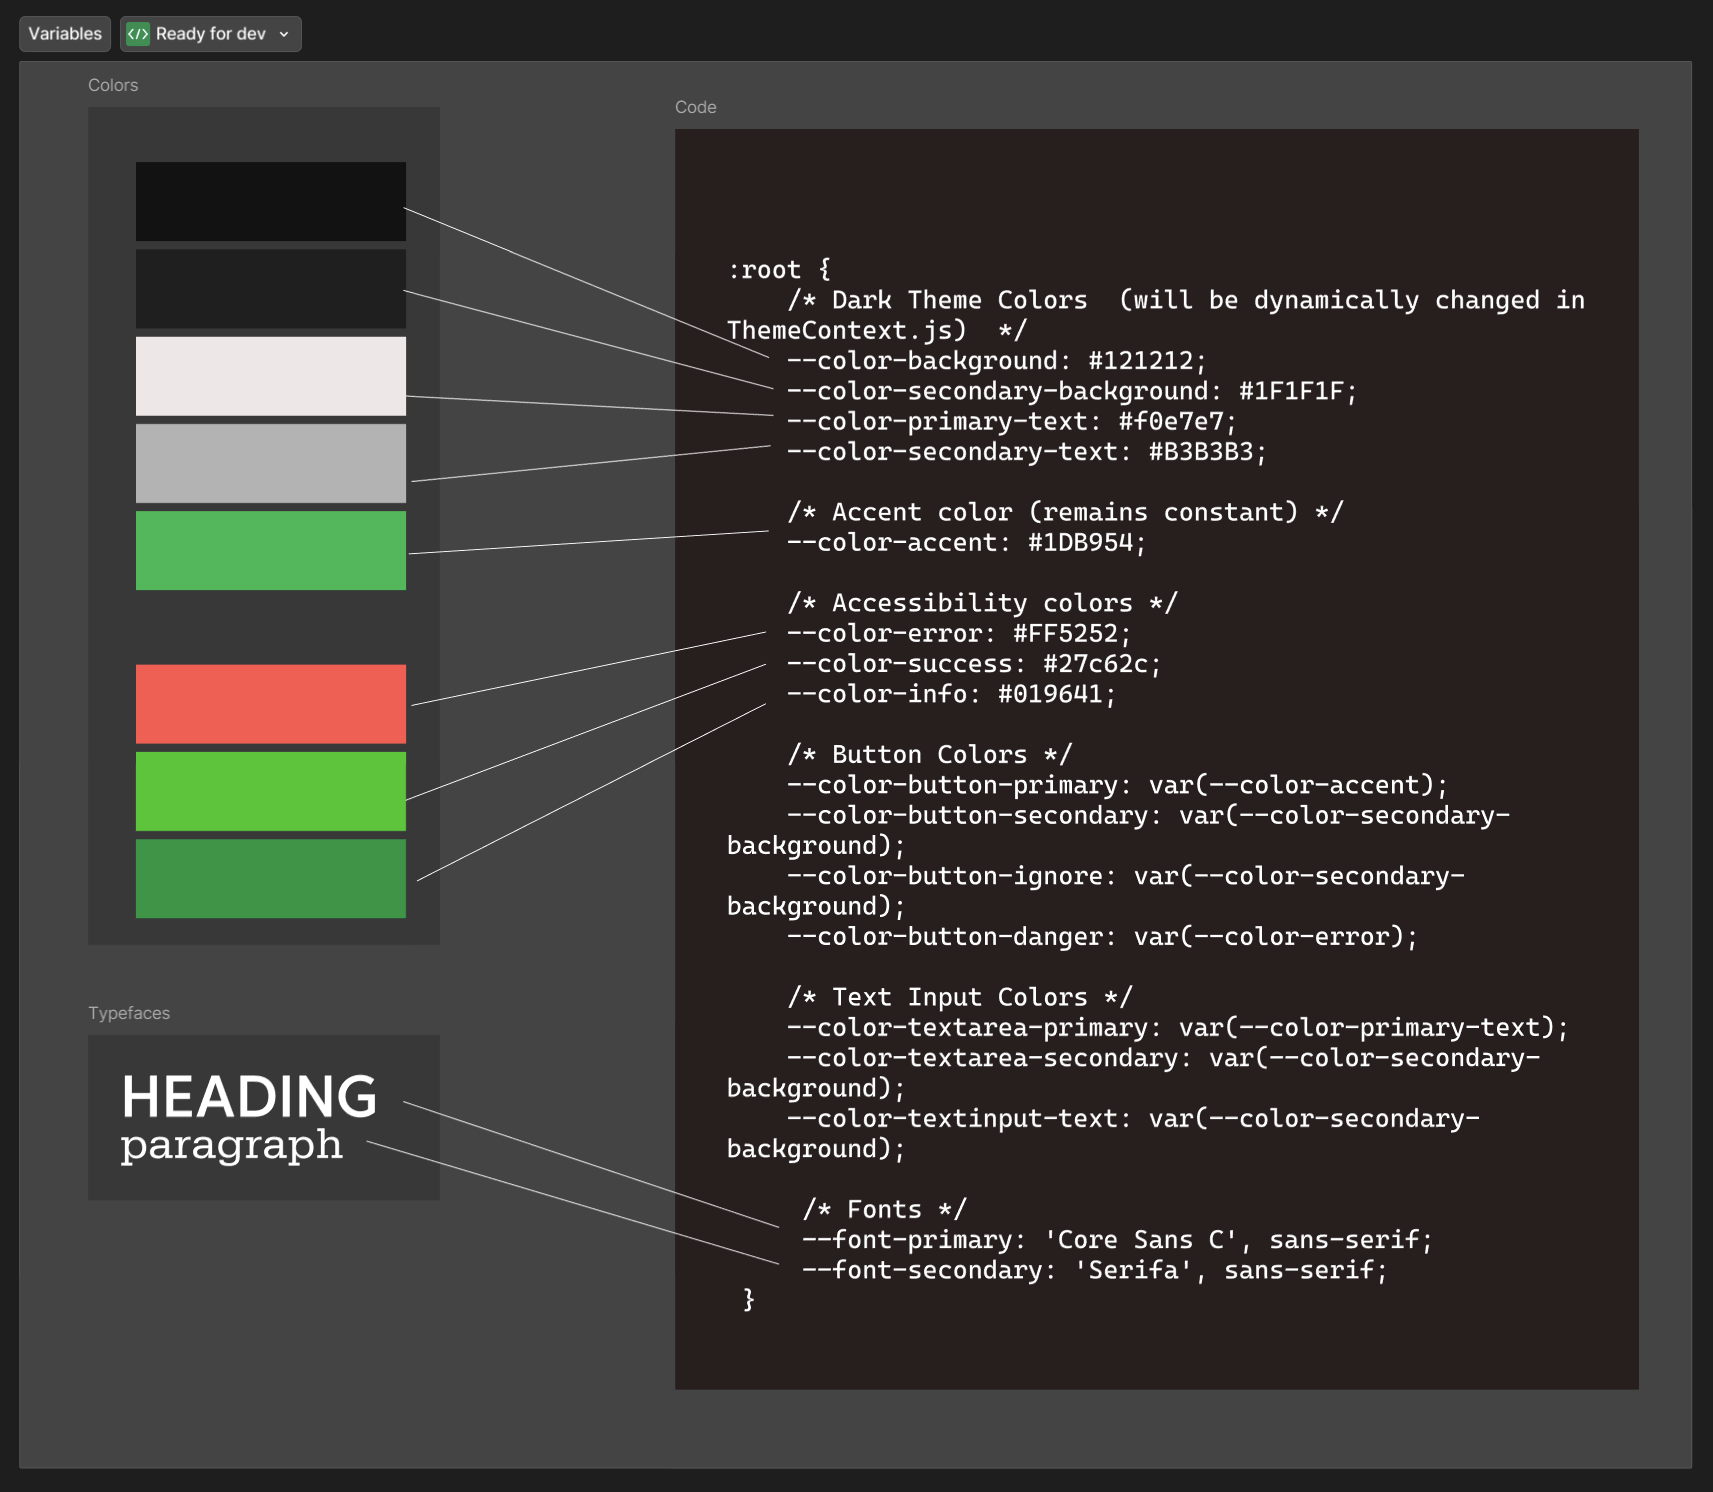 Variables
</> Ready for dev
Colors
Code
:root {
/* Dark Theme Colors  (will be dynamically changed in
ThemeContext.js)  */
--color-background: #121212;
--color-secondary-background: #1F1F1F;
--color-primary-text: #f0e7e7;
--color-secondary-text: #B3B3B3;
/* Accent color (remains constant) */
--color-accent: #1DB954;
/* Accessibility colors */
--color-error: #FF5252;
--color-success: #27c62c;
--color-info: #019641;
/* Button Colors */
--color-button-primary: var(--color-accent);
--color-button-secondary: var(--color-secondary-
background);
--color-button-ignore: var(--color-secondary-
background);
--color-button-danger: var(--color-error);
/* Text Input Colors */
--color-textarea-primary: var(--color-primary-text);
--color-textarea-secondary: var(--color-secondary-
background);
--color-textinput-text: var(--color-secondary-
background);
/* Fonts */
--font-primary: 'Core Sans C', sans-serif;
--font-secondary: 'Serifa', sans-serif;
}
Typefaces
HEADING
paragraph